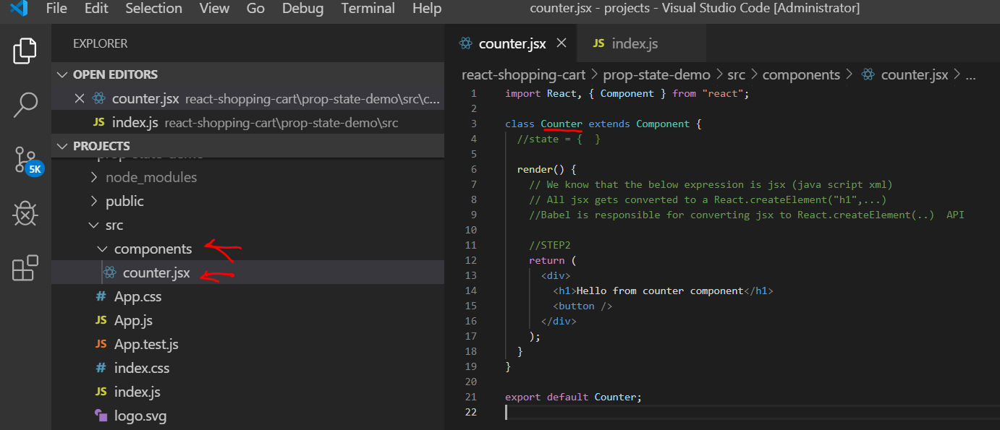 File Edit Selection View Go Debug Terminal Help counter.jsx - projects - Visual Studio Code [Administrator]
EXPLORER
OPEN EDITORS
counter.jsx react-shopping-cart\prop-state-demo\src\c...
JS index.js react-shopping-cart\prop-state-demo\src
PROJECTS
prop-state-demo
node_modules
public
src
components
counter.jsx
# App.css
JS App.js
JS App.test.js
# index.css
JS index.js
logo.svg
5K
counter.jsx JS index.js
react-shopping-cart > prop-state-demo > src > components > counter.jsx > ...
1 import React, { Component } from "react";
2
3 class Counter extends Component {
4 //state = {  }
5
6 render() {
7 // We know that the below expression is jsx (java script xml)
8 // All jsx gets converted to a React.createElement("h1",...)
9 //Babel is responsible for converting jsx to React.createElement(..)  API
10
11 //STEP2
12 return (
13 <div>
14 <h1>Hello from counter component</h1>
15 <button />
16 </div>
17 );
18 }
19 }
20
21 export default Counter;
22